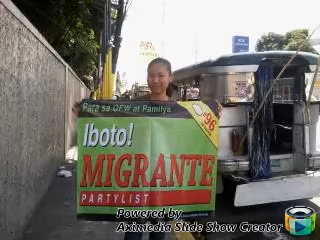 Para sa OFW at Pamilya
#96
Iboto!
MIGRANTE
PARTYLIST
Powered by
Aximedia Slide Show Creator